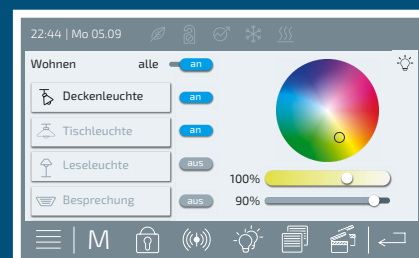 22:44 | Mo 05.09
Wohnen alle an
Deckenleuchte an
Tischleuchte an
Leseleuchte aus
100%
Besprechung aus
90%
M